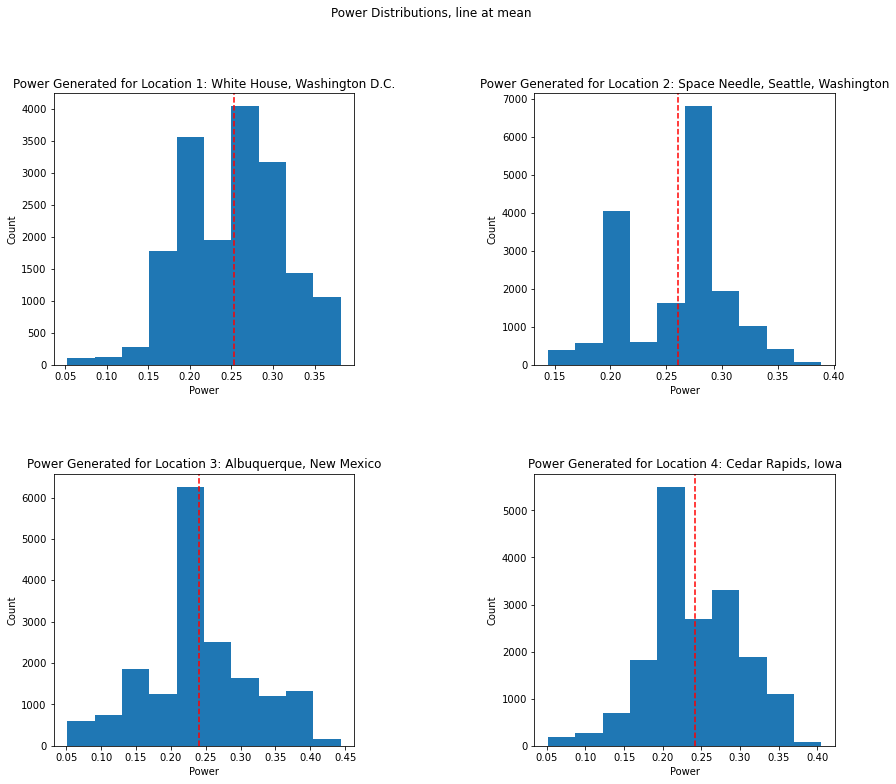 Power Distributions, line at mean
Power Generated for Location 1: White House, Washington D.C.
4000
3500
3000
2500
2000
1500
1000
500
0
Count
0.05 0.10 0.15 0.20 0.25 0.30 0.35
Power
Power Generated for Location 2: Space Needle, Seattle, Washington
7000
6000
5000
4000
3000
2000
1000
0
Count
0.15 0.20 0.25 0.30 0.35 0.40
Power
Power Generated for Location 3: Albuquerque, New Mexico
6000
5000
4000
3000
2000
1000
0
Count
0.05 0.10 0.15 0.20 0.25 0.30 0.35 0.40 0.45
Power
Power Generated for Location 4: Cedar Rapids, Iowa
5000
4000
3000
2000
1000
0
Count
0.05 0.10 0.15 0.20 0.25 0.30 0.35 0.40
Power